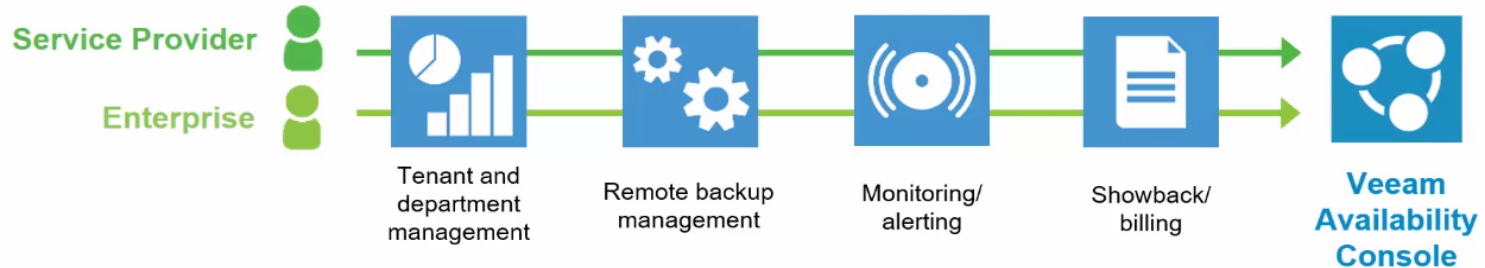 Service Provider
Enterprise
Tenant and
department
management
Remote backup
management
Monitoring/
alerting
Showback/
billing
Veeam
Availability
Console